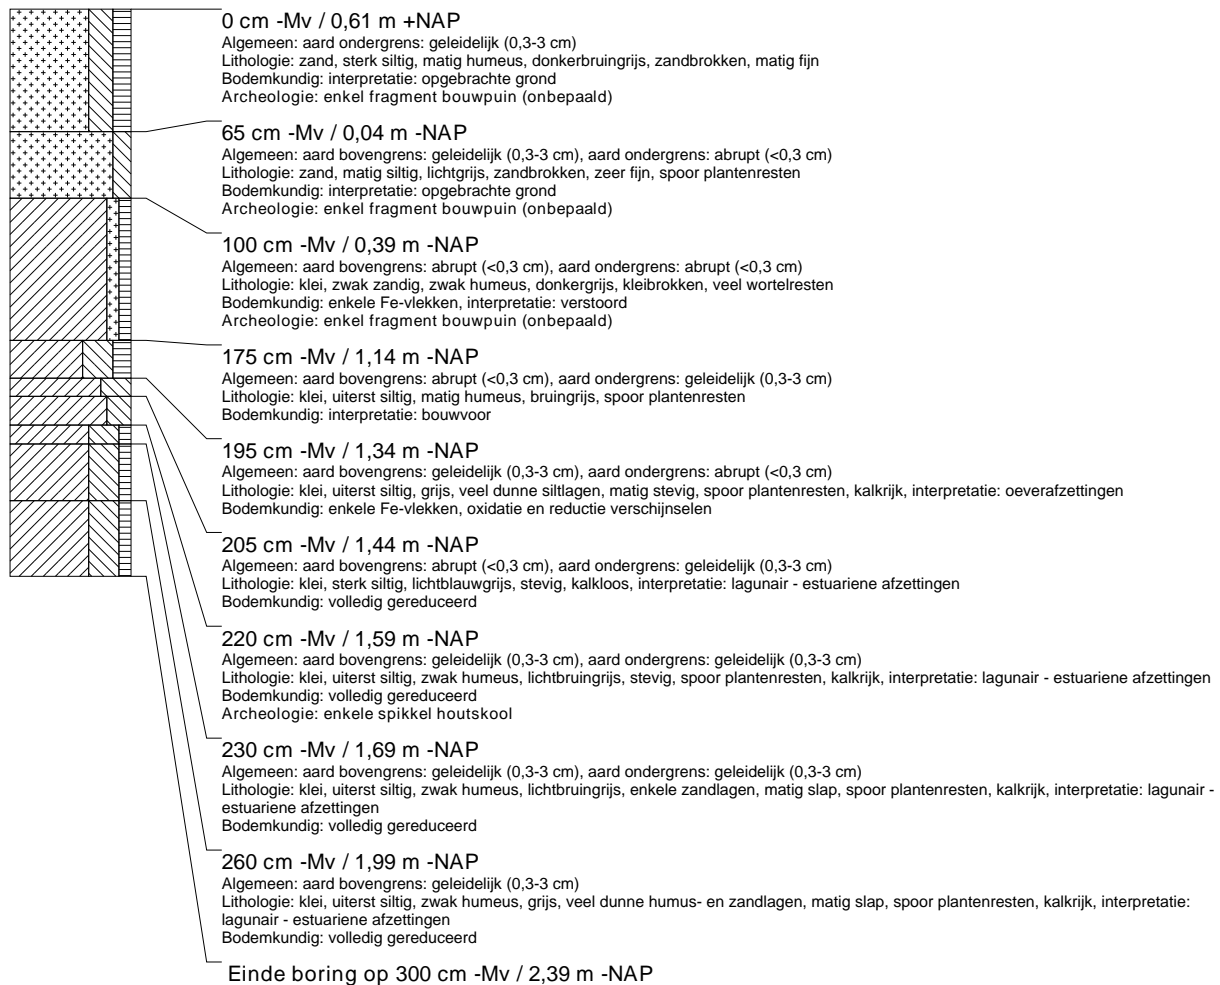 0 cm -Mv / 0,61 m +NAP
Algemeen: aard ondergrens: geleidelijk (0,3-3 cm)
Lithologie: zand, sterk siltig, matig humeus, donkerbruingrijs, zandbrokken, matig fijn
Bodemkundig: interpretatie: opgebrachte grond
Archeologie: enkel fragment bouwpuin (onbepaald)
65 cm -Mv / 0,04 m -NAP
Algemeen: aard bovengrens: geleidelijk (0,3-3 cm), aard ondergrens: abrupt (<0,3 cm)
Lithologie: zand, matig siltig, lichtgrijs, zandbrokken, zeer fijn, spoor plantenresten
Bodemkundig: interpretatie: opgebrachte grond
Archeologie: enkel fragment bouwpuin (onbepaald)
100 cm -Mv / 0,39 m -NAP
Algemeen: aard bovengrens: abrupt (<0,3 cm), aard ondergrens: abrupt (<0,3 cm)
Lithologie: klei, zwak zandig, zwak humeus, donkergrijs, kleibrokken, veel wortelresten
Bodemkundig: enkele Fe-vlekken, interpretatie: verstoord
Archeologie: enkel fragment bouwpuin (onbepaald)
175 cm -Mv / 1,14 m -NAP
Algemeen: aard bovengrens: abrupt (<0,3 cm), aard ondergrens: geleidelijk (0,3-3 cm)
Lithologie: klei, uiterst siltig, matig humeus, bruingrijs, spoor plantenresten
Bodemkundig: interpretatie: bouwvoor
195 cm -Mv / 1,34 m -NAP
Algemeen: aard bovengrens: geleidelijk (0,3-3 cm), aard ondergrens: abrupt (<0,3 cm)
Lithologie: klei, uiterst siltig, grijs, veel dunne siltlagen, matig stevig, spoor plantenresten, kalkrijk, interpretatie: oeverafzettingen
Bodemkundig: enkele Fe-vlekken, oxidatie en reductie verschijnselen
205 cm -Mv / 1,44 m -NAP
Algemeen: aard bovengrens: abrupt (<0,3 cm), aard ondergrens: geleidelijk (0,3-3 cm)
Lithologie: klei, sterk siltig, lichtblauwgrijs, stevig, kalkloos, interpretatie: lagunair - estuariene afzettingen
Bodemkundig: volledig gereduceerd
220 cm -Mv / 1,59 m -NAP
Algemeen: aard bovengrens: geleidelijk (0,3-3 cm), aard ondergrens: geleidelijk (0,3-3 cm)
Lithologie: klei, uiterst siltig, zwak humeus, lichtbruingrijs, stevig, spoor plantenresten, kalkrijk, interpretatie: lagunair - estuariene afzettingen
Bodemkundig: volledig gereduceerd
Archeologie: enkele spikkel houtskool
230 cm -Mv / 1,69 m -NAP
Algemeen: aard bovengrens: geleidelijk (0,3-3 cm), aard ondergrens: geleidelijk (0,3-3 cm)
Lithologie: klei, uiterst siltig, zwak humeus, lichtbruingrijs, enkele zandlagen, matig slap, spoor plantenresten, kalkrijk, interpretatie: lagunair -
estuariene afzettingen
Bodemkundig: volledig gereduceerd
260 cm -Mv / 1,99 m -NAP
Algemeen: aard bovengrens: geleidelijk (0,3-3 cm)
Lithologie: klei, uiterst siltig, zwak humeus, grijs, veel dunne humus- en zandlagen, matig slap, spoor plantenresten, kalkrijk, interpretatie:
lagunair - estuariene afzettingen
Bodemkundig: volledig gereduceerd
Einde boring op 300 cm -Mv / 2,39 m -NAP